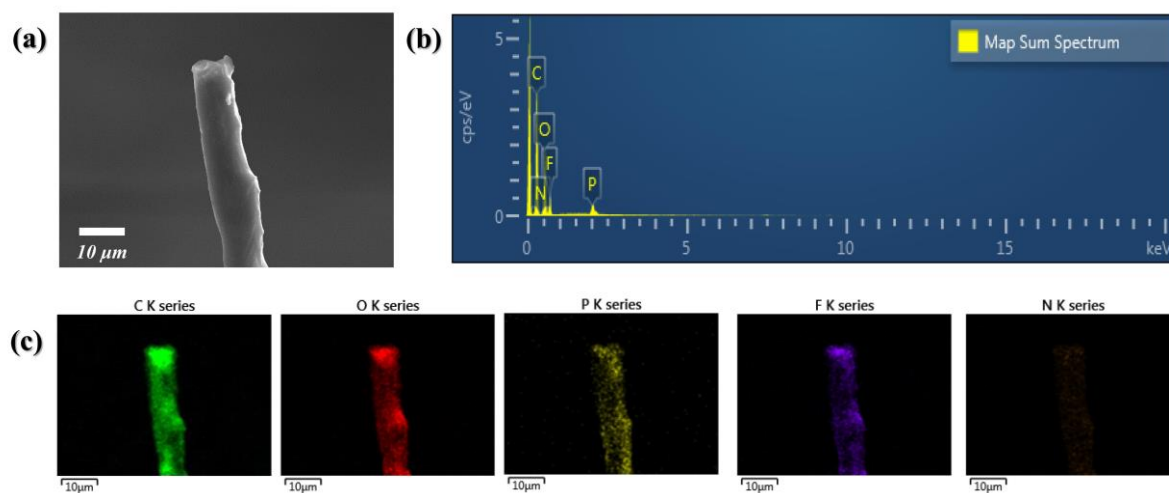 (a)
10 μm
(b)
cps/eV
5
0
C
O
F
N
P
Map Sum Spectrum
0
5
10
15
keV
(c)
C K series
O K series
P K series
F K series
N K series
10μm
10μm
10μm
10μm
10μm